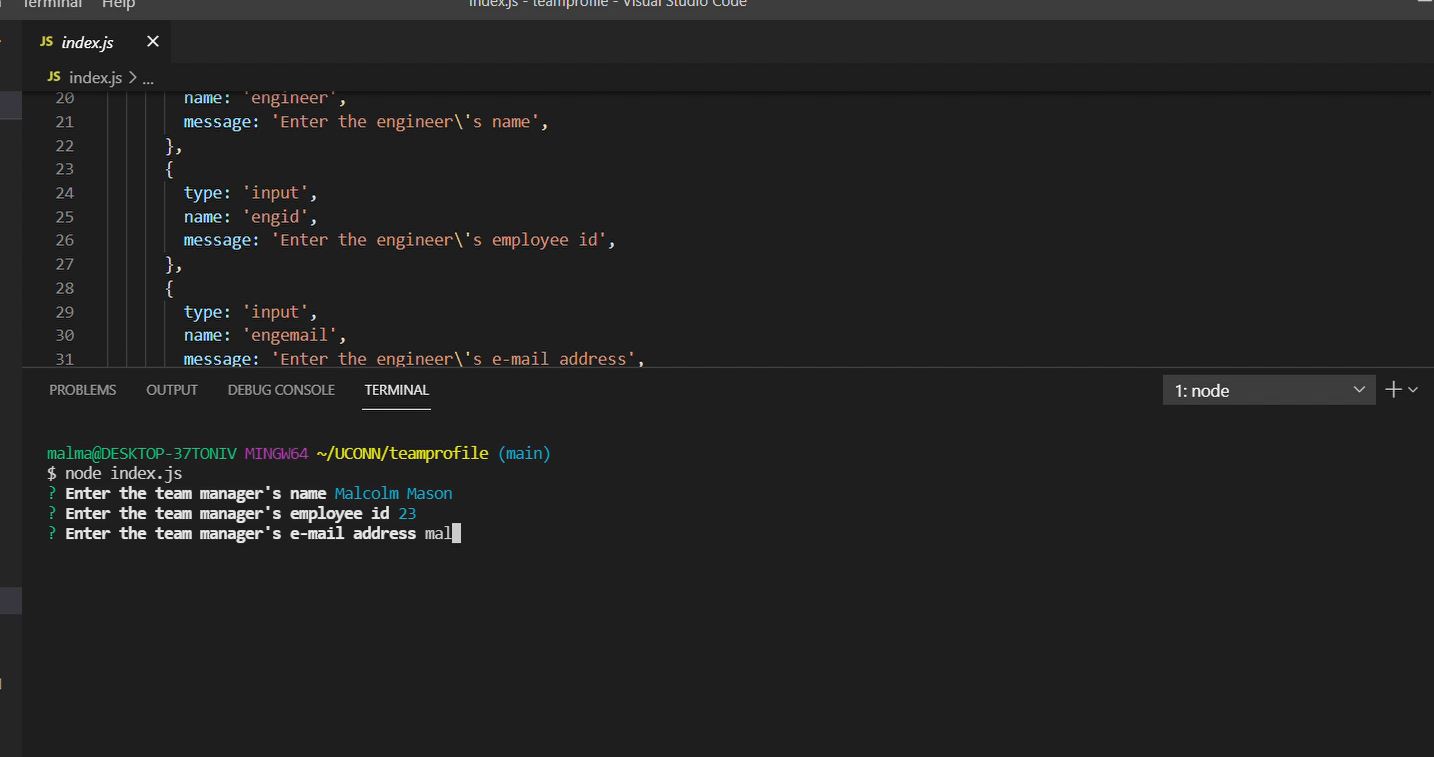 Terminal Help index.js - teamprofile - Visual Studio Code
JS index.js ✕
JS index.js > ...
20 name: 'engineer',
21 message: 'Enter the engineer\'s name',
22 },
23 {
24 type: 'input',
25 name: 'engid',
26 message: 'Enter the engineer\'s employee id',
27 },
28 {
29 type: 'input',
30 name: 'engemail',
31 message: 'Enter the engineer\'s e-mail address',
PROBLEMS OUTPUT DEBUG CONSOLE TERMINAL 1: node
malma@DESKTOP-37TONIV MINGW64 ~/UCONN/teamprofile (main)
$ node index.js
? Enter the team manager's name Malcolm Mason
? Enter the team manager's employee id 23
? Enter the team manager's e-mail address mal